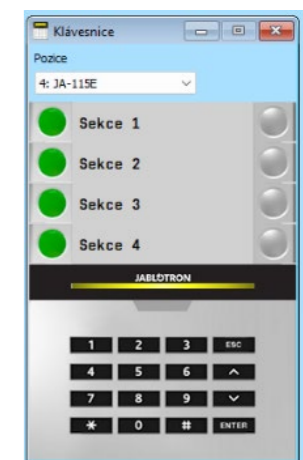 Klávesnice
Pozice
4: JA-115E
Sekce 1
Sekce 2
Sekce 3
Sekce 4
JABLOTRON
1 2 3 ESC
4 5 6
7 8 9
* 0 # ENTER